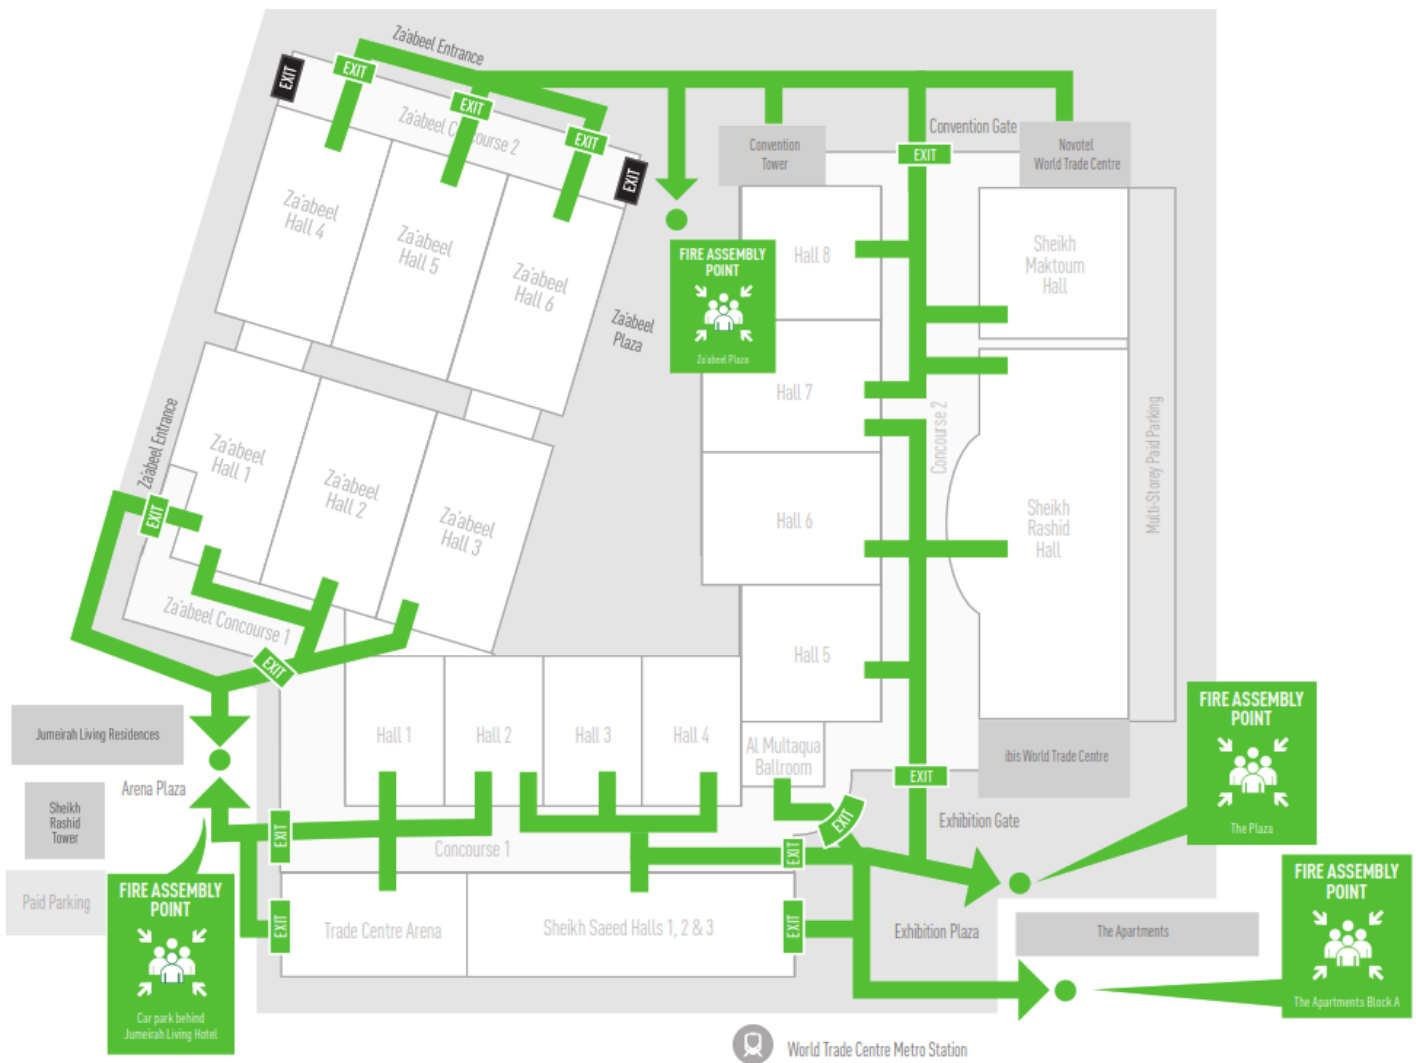 Za'abeel Entrance
EXIT
EXIT
EXIT
Za'abeel Concourse 2
EXIT
EXIT
Convention Gate
EXIT
Convention
Tower
Novotel
World Trade Centre
Za'abeel
Hall 4
Za'abeel
Hall 5
Za'abeel
Hall 6
Za'abeel
Plaza
FIRE ASSEMBLY
POINT
Za'abeel Plaza
Hall 8
Sheikh
Maktoum
Hall
Hall 7
Concourse 2
Multi-Storey Paid Parking
Za'abeel Entrance
Za'abeel
Hall 1
Za'abeel
Hall 2
Za'abeel
Hall 3
EXIT
Hall 6
Sheikh
Rashid
Hall
Za'abeel Concourse 1
EXIT
Hall 5
Jumeirah Living Residences
Hall 1
Hall 2
Hall 3
Hall 4
Al Multaqua
Ballroom
ibis World Trade Centre
EXIT
FIRE ASSEMBLY
POINT
The Plaza
Arena Plaza
Sheikh
Rashid
Tower
EXIT
EXIT
Exhibition Gate
Concourse 1
EXIT
Paid Parking
FIRE ASSEMBLY
POINT
Car park behind
Jumeirah Living Hotel
EXIT
Trade Centre Arena
Sheikh Saeed Halls 1, 2 & 3
EXIT
Exhibition Plaza
The Apartments
FIRE ASSEMBLY
POINT
The Apartments Block A
World Trade Centre Metro Station